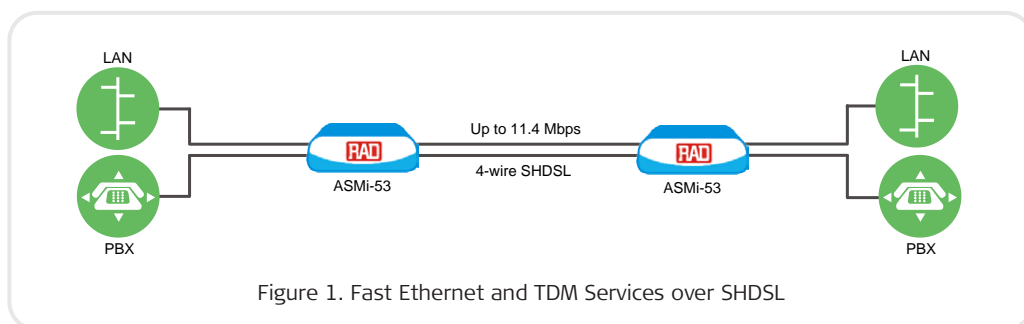 LAN
LAN
Up to 11.4 Mbps
RAD
RAD
4-wire SHDSL
ASMi-53
ASMi-53
PBX
PBX
Figure 1. Fast Ethernet and TDM Services over SHDSL